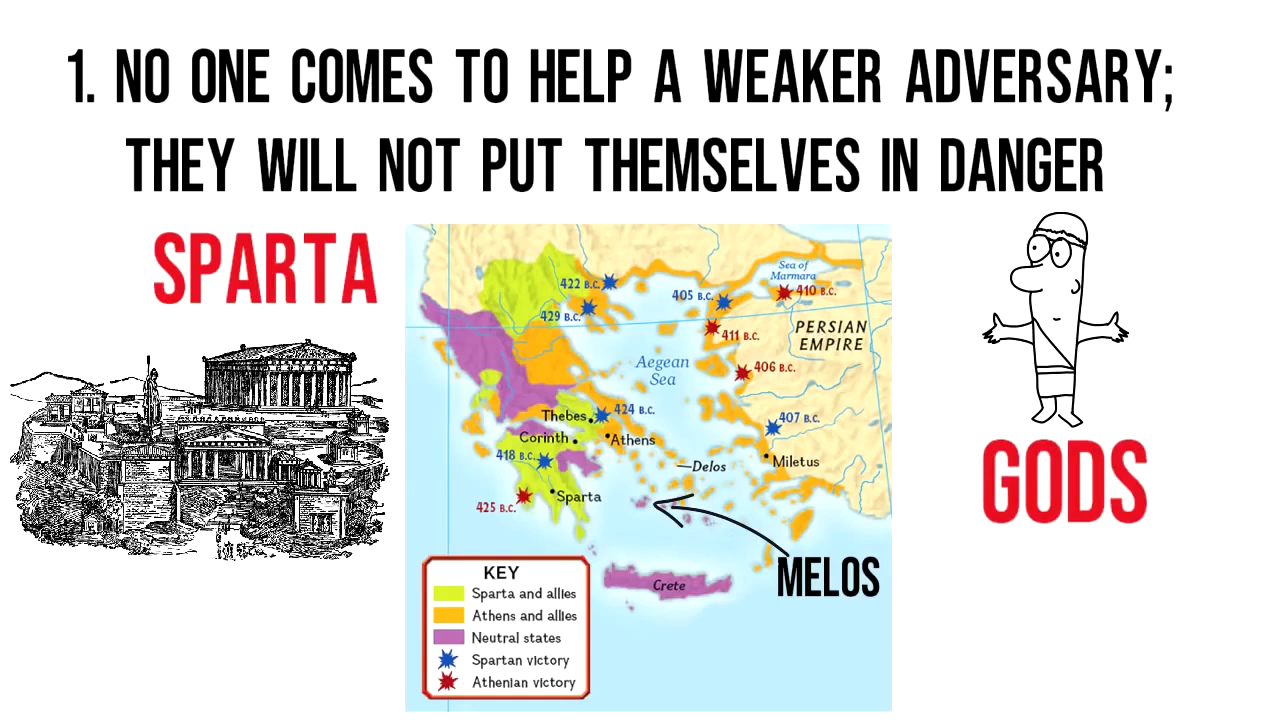 1. NO ONE COMES TO HELP A WEAKER ADVERSARY;
THEY WILL NOT PUT THEMSELVES IN DANGER
SPARTA
422 B.C.
429 B.C.
405 B.C.
Sea of
Marmara
410 B.C.
411 B.C.
PERSIAN
EMPIRE
Aegean
Sea
406 B.C.
Thebes
424 B.C.
407 B.C.
Corinth
Athens
418 B.C.
Delos
Miletus
425 B.C.
Sparta
GODS
MELOS
Crete
KEY
Sparta and allies
Athens and allies
Neutral states
Spartan victory
Athenian victory